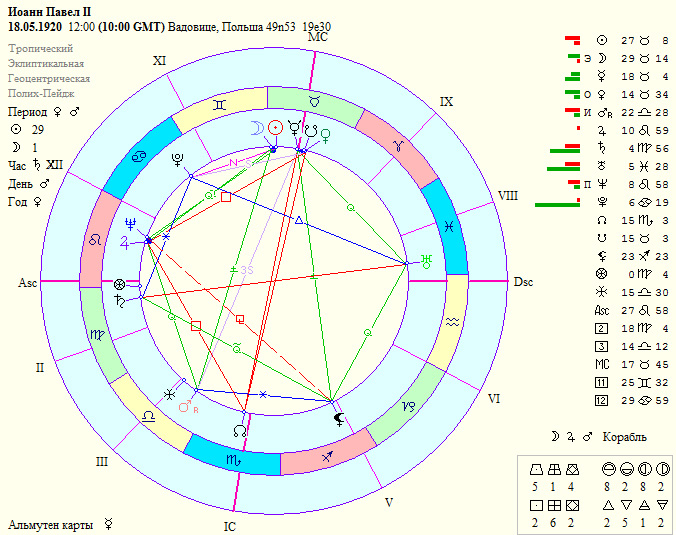 Иоанн Павел II
18.05.1920 12:00 (10:00 GMT) Вадовице, Польша 49n53 19e30
Тропический
Эклиптикальная
Геоцентрическая
Полих-Пейдж
Период ♀ ♂
☉ 29
☽ 1
Час ♄
День ♂
Год ♀
MC
XI
IX
XII
VIII
Asc
Dsc
II
VI
III
V
IC
N
S
3S
R
☉ 27 ♉ 8
Э ☽ 29 ♉ 14
☿ 18 ♉ 4
О ♀ 14 ♉ 34
И ♂R 22 ♎ 28
♃ 10 ♌ 59
♄ 4 ♍ 56
♅ 5 ♓ 28
П ♆ 8 ♌ 58
♇ 6 ♋ 19
☊ 15 ♏ 3
☋ 15 ♉ 3
⚸ 23 ♐ 23
⊗ 0 ♍ 4
15 ♎ 30
Asc 27 ♌ 58
2 18 ♍ 4
3 14 ♎ 12
MC 17 ♉ 45
11 25 ♊ 32
12 29 ♋ 59
☽ ♃ ♂ Корабль
5 1 4 8 2 8 2
2 6 2 2 5 1 2
Альмутен карты ☿